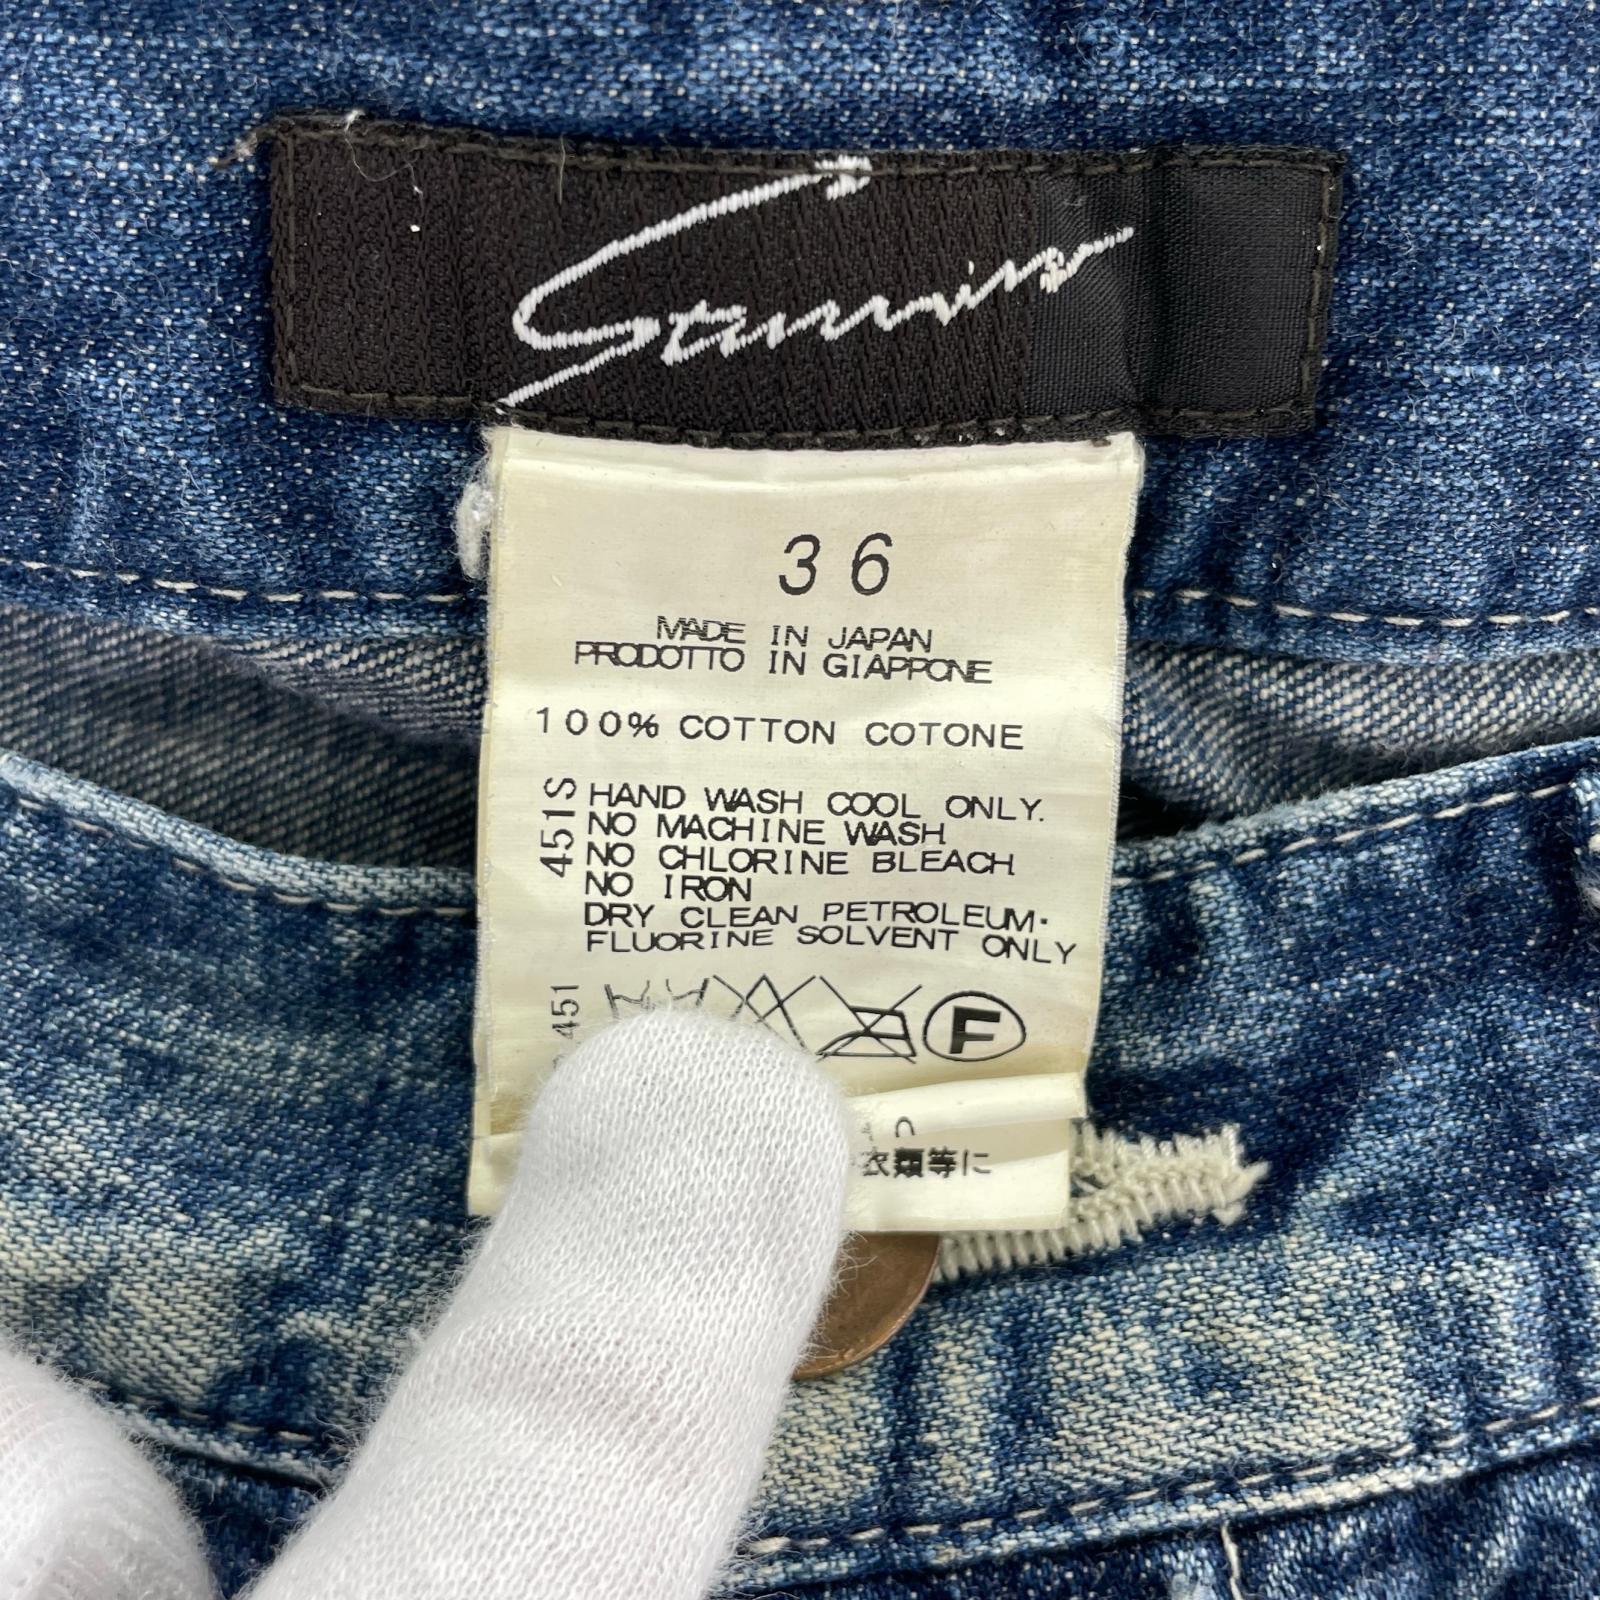 36
MADE IN JAPAN
PRODOTTO IN GIAPPONE
100% COTTON COTONE
451S
HAND WASH COOL ONLY.
NO MACHINE WASH
NO CHLORINE BLEACH
NO IRON
DRY CLEAN PETROLEUM·
FLUORINE SOLVENT ONLY
451
F
衣類等に